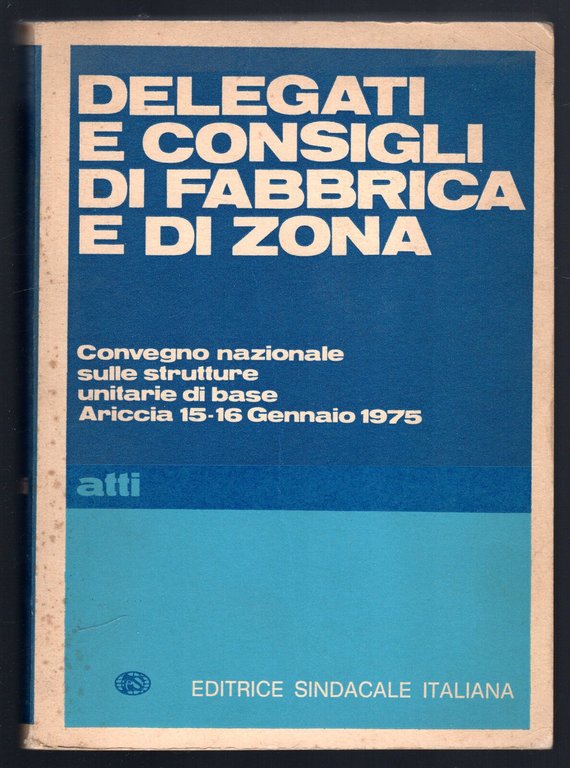 DELEGATI
E CONSIGLI
DI FABBRICA
E DI ZONA
Convegno nazionale
sulle strutture
unitarie di base
Ariccia 15-16 Gennaio 1975
atti
EDITRICE SINDACALE ITALIANA